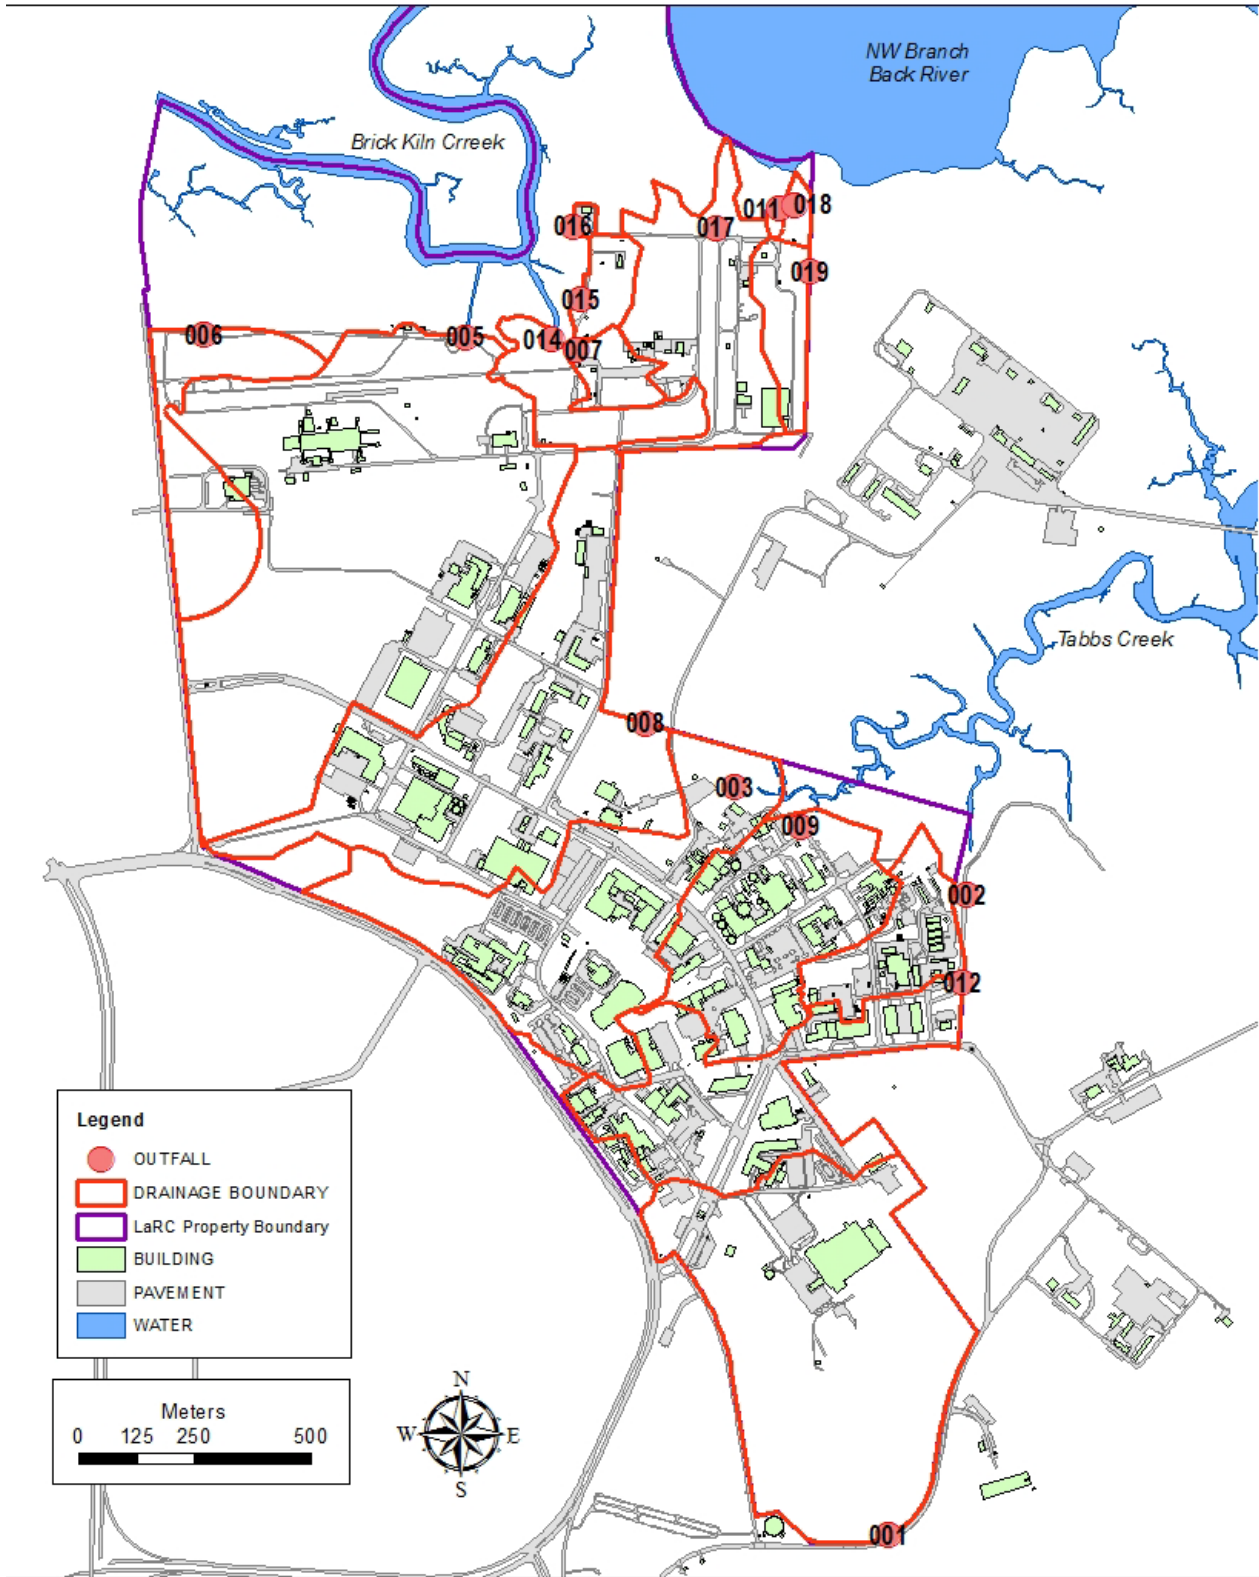 NW Branch
Back River
Brick Kiln Crreek
011
018
016
017
015
019
006
005
014
007
Tabbs Creek
008
003
009
002
012
Legend
OUTFALL
DRAINAGE BOUNDARY
LaRC Property Boundary
BUILDING
PAVEMENT
WATER
Meters
0 125 250 500
N
W E
S
001